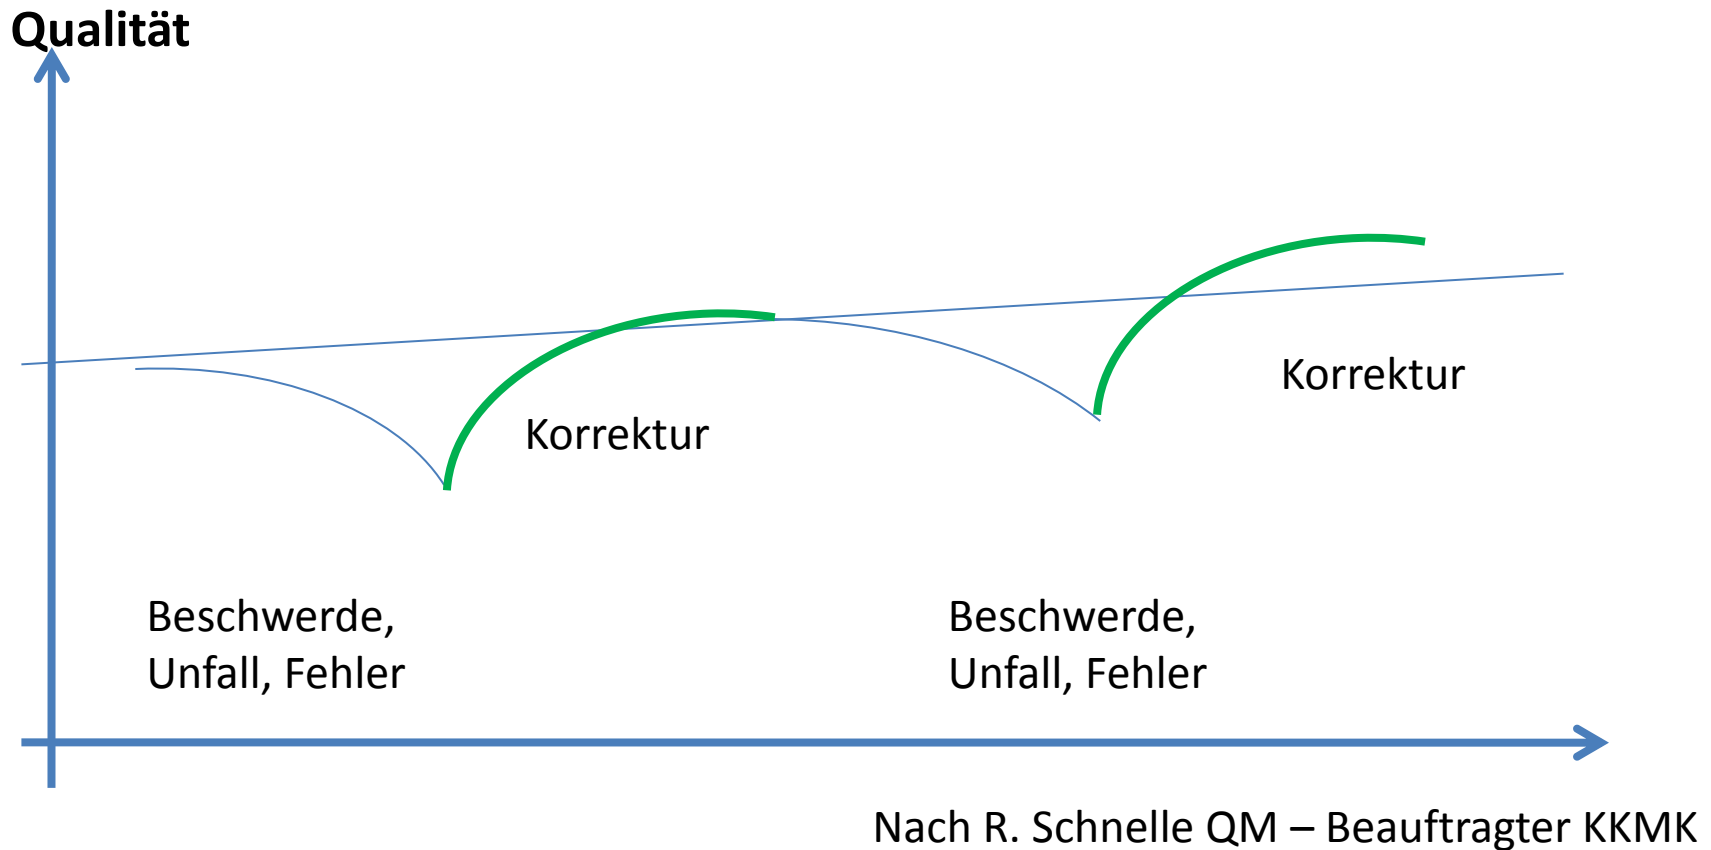 Qualität
Korrektur
Korrektur
Beschwerde,
Unfall, Fehler
Beschwerde,
Unfall, Fehler
Nach R. Schnelle QM – Beauftragter KKMK